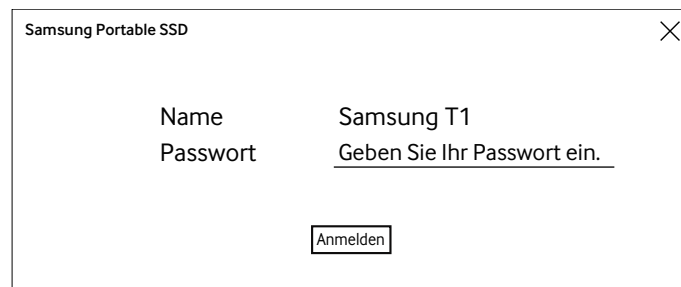 Samsung Portable SSD
Name Samsung T1
Passwort Geben Sie Ihr Passwort ein.
Anmelden